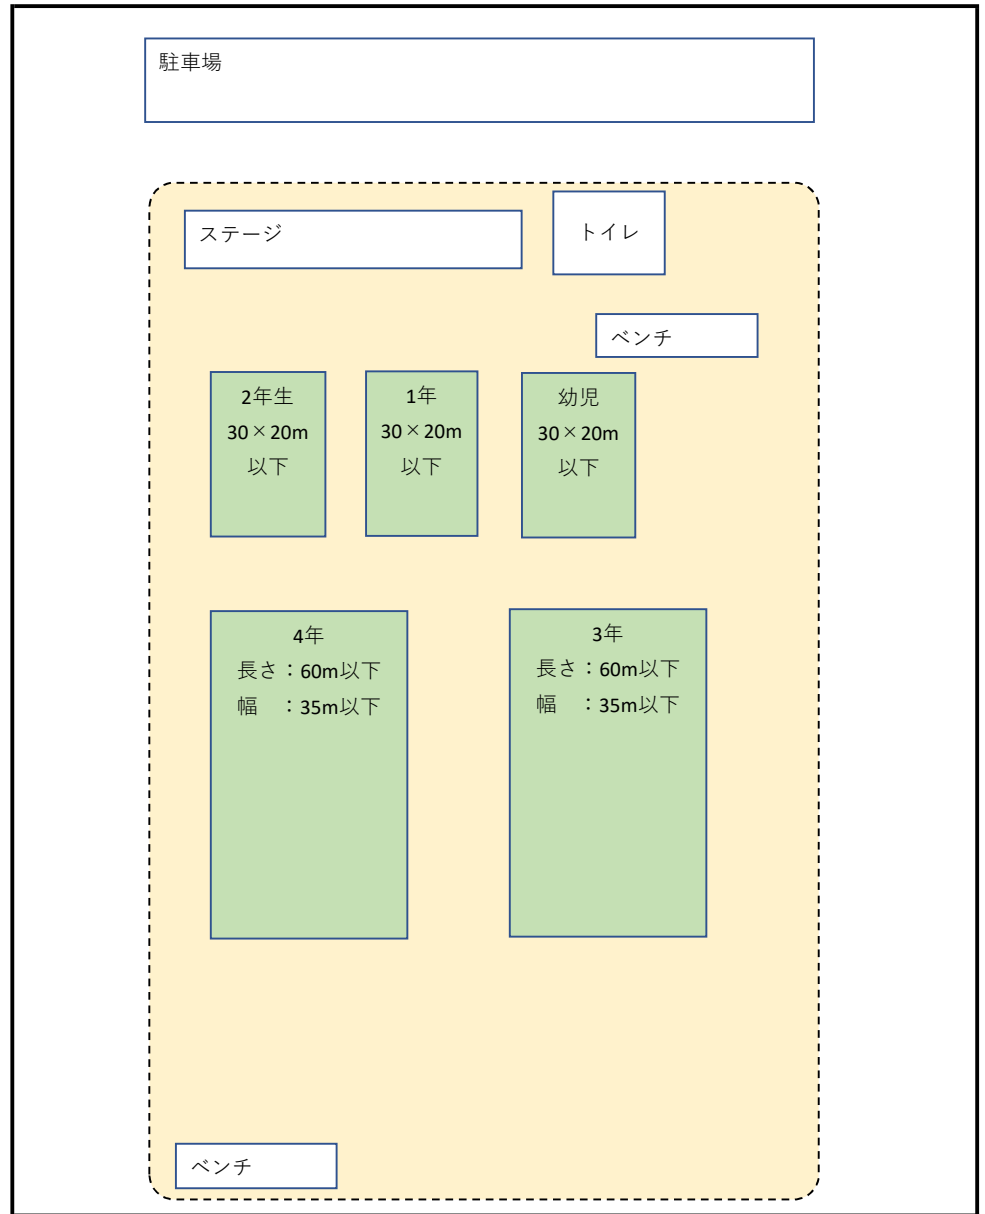 駐車場
ステージ
トイレ
ベンチ
2年生
30×20m
以下
1年
30×20m
以下
幼児
30×20m
以下
4年
長さ：60m以下
幅　：35m以下
3年
長さ：60m以下
幅　：35m以下
ベンチ